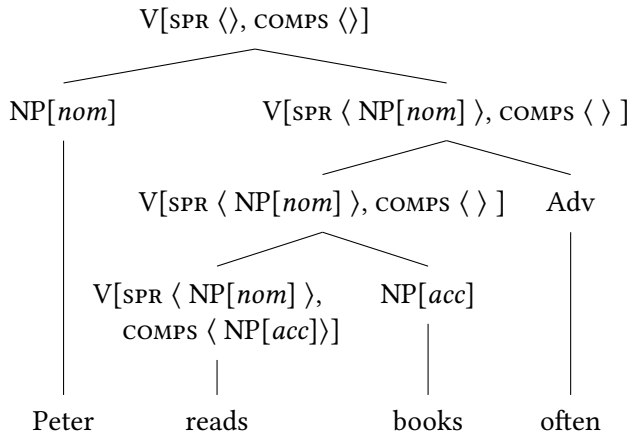 V[SPR ⟨⟩, COMPS ⟨⟩]
NP[nom] V[SPR ⟨ NP[nom] ⟩, COMPS ⟨ ⟩ ]
V[SPR ⟨ NP[nom] ⟩, COMPS ⟨ ⟩ ] Adv
V[SPR ⟨ NP[nom] ⟩, NP[acc]
COMPS ⟨ NP[acc]⟩]
Peter reads books often